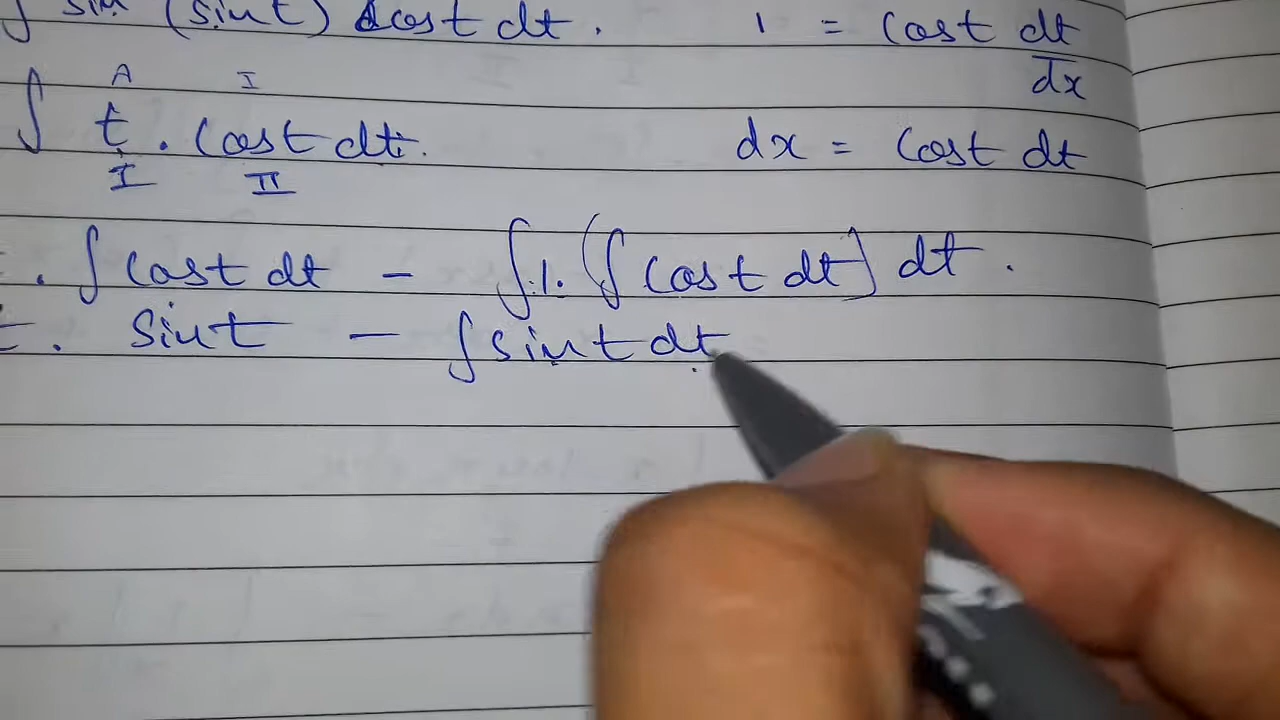 ∫ sin (sin t) cos t dt . 1 = cos t dt/dx
A I
∫ t . cos t dt . dx = cos t dt
I II
. ∫ cos t dt - ∫ 1. (∫ cos t dt) dt .
t . sin t - ∫ sin t dt